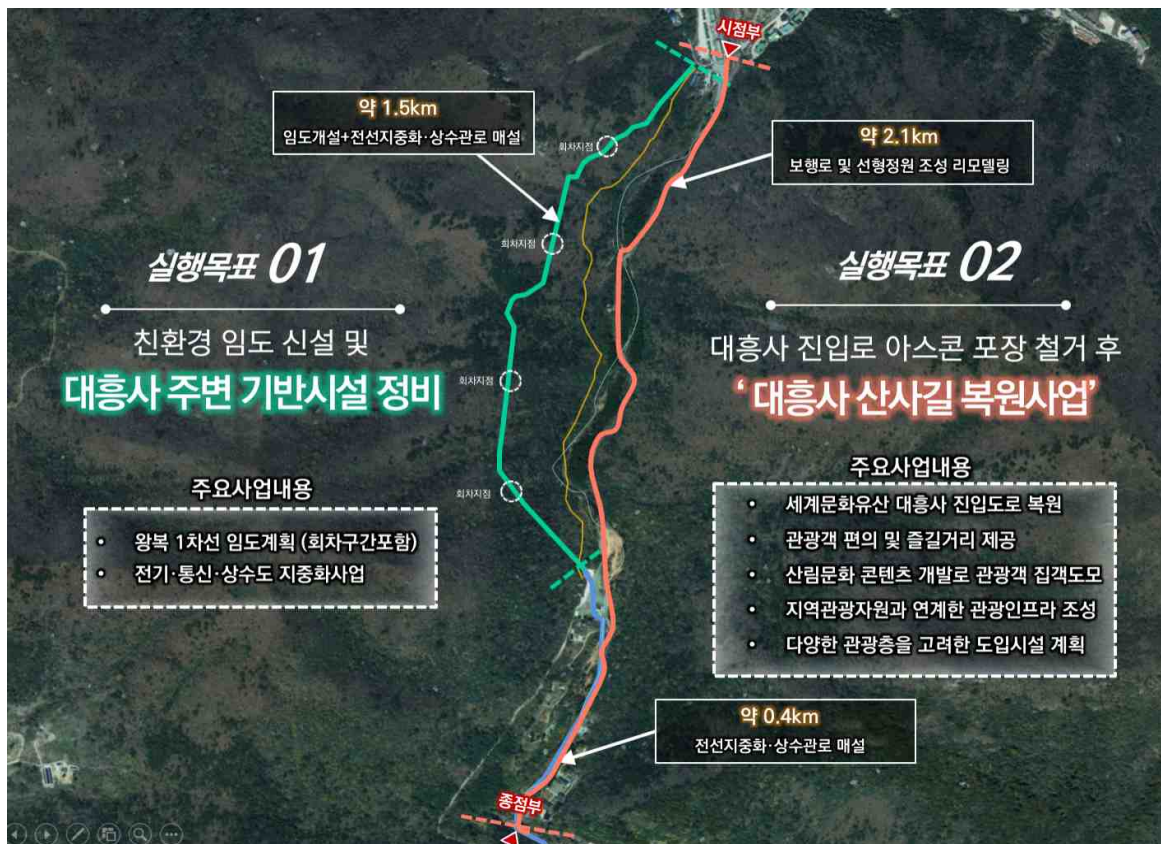 시점부
약 1.5km
임도개설+전선지중화·상수관로 매설
회차지점
약 2.1km
보행로 및 선형정원 조성 리모델링
회차지점
실행목표 01
친환경 임도 신설 및
대흥사 주변 기반시설 정비
회차지점
회차지점
주요사업내용
• 왕복 1차선 임도계획 (회차구간포함)
• 전기·통신·상수도 지중화사업
실행목표 02
대흥사 진입로 아스콘 포장 철거 후
‘ 대흥사 산사길 복원사업’
주요사업내용
• 세계문화유산 대흥사 진입도로 복원
• 관광객 편의 및 즐길거리 제공
• 산림문화 콘텐츠 개발로 관광객 집객도모
• 지역관광자원과 연계한 관광인프라 조성
• 다양한 관광층을 고려한 도입시설 계획
약 0.4km
전선지중화·상수관로 매설
종점부